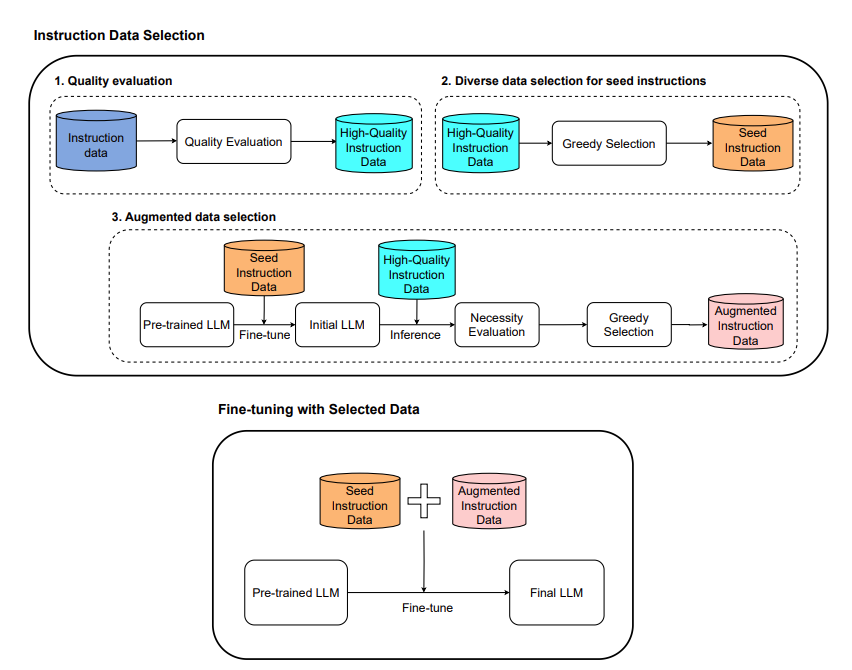 Instruction Data Selection
1. Quality evaluation
Instruction
data
Quality Evaluation
High-Quality
Instruction
Data
2. Diverse data selection for seed instructions
High-Quality
Instruction
Data
Greedy Selection
Seed
Instruction
Data
3. Augmented data selection
Seed
Instruction
Data
High-Quality
Instruction
Data
Pre-trained LLM
Fine-tune
Initial LLM
Inference
Necessity
Evaluation
Greedy
Selection
Augmented
Instruction
Data
Fine-tuning with Selected Data
Seed
Instruction
Data
Augmented
Instruction
Data
Pre-trained LLM
Fine-tune
Final LLM